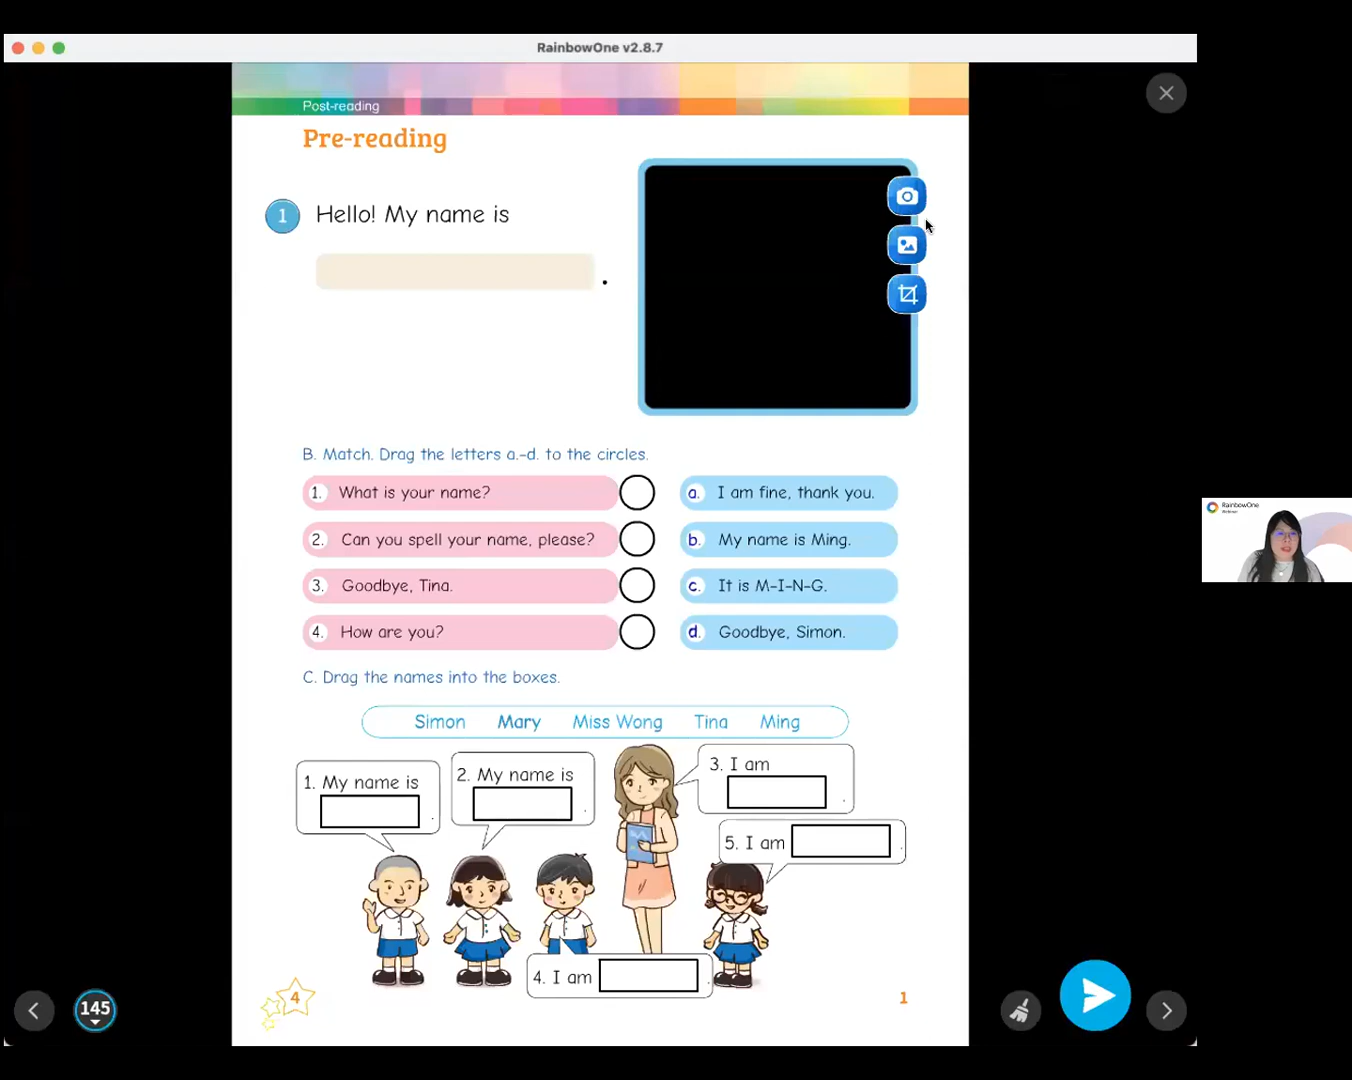 RainbowOne v2.8.7
Post-reading
Pre-reading
1 Hello! My name is
.
B. Match. Drag the letters a.-d. to the circles.
1. What is your name? a. I am fine, thank you.
2. Can you spell your name, please? b. My name is Ming.
3. Goodbye, Tina. c. It is M-I-N-G.
4. How are you? d. Goodbye, Simon.
C. Drag the names into the boxes.
Simon Mary Miss Wong Tina Ming
1. My name is .
2. My name is .
3. I am .
5. I am .
4. I am .
4
1
145
RainbowOne
Webinar